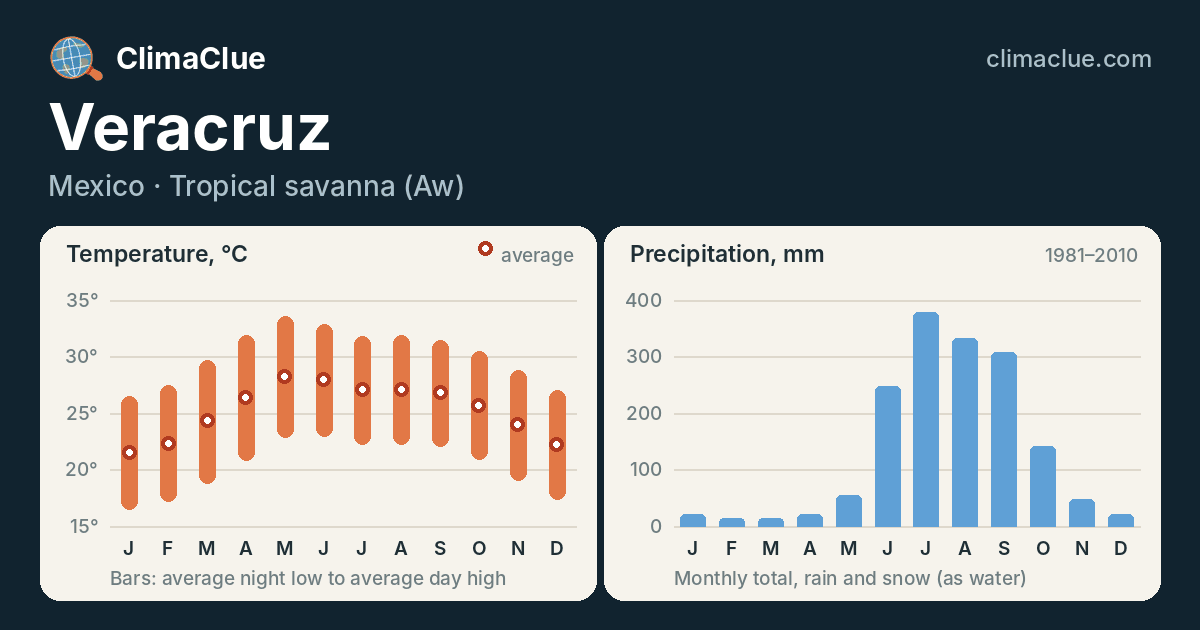 ClimaClue
climaclue.com
Veracruz
Mexico · Tropical savanna (Aw)
Temperature, °C
average
35°
30°
25°
20°
15°
J F M A M J J A S O N D
Bars: average night low to average day high
Precipitation, mm
1981–2010
400
300
200
100
0
J F M A M J J A S O N D
Monthly total, rain and snow (as water)